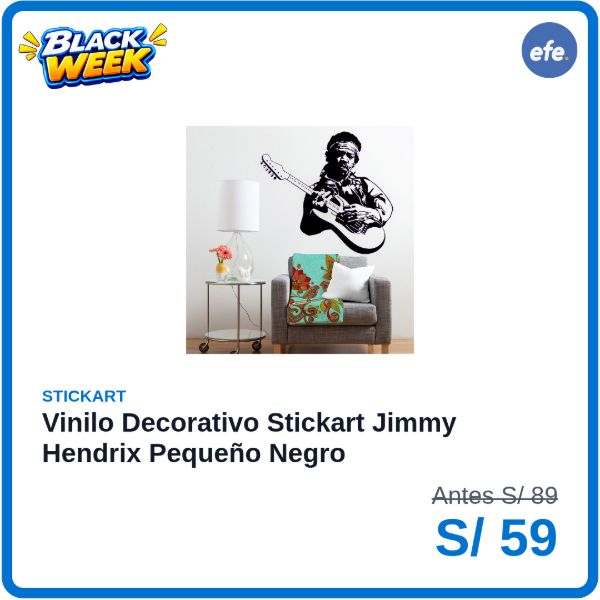 BLACK
WEEK
efe.
STICKART
Vinilo Decorativo Stickart Jimmy
Hendrix Pequeño Negro
Antes S/ 89
S/ 59